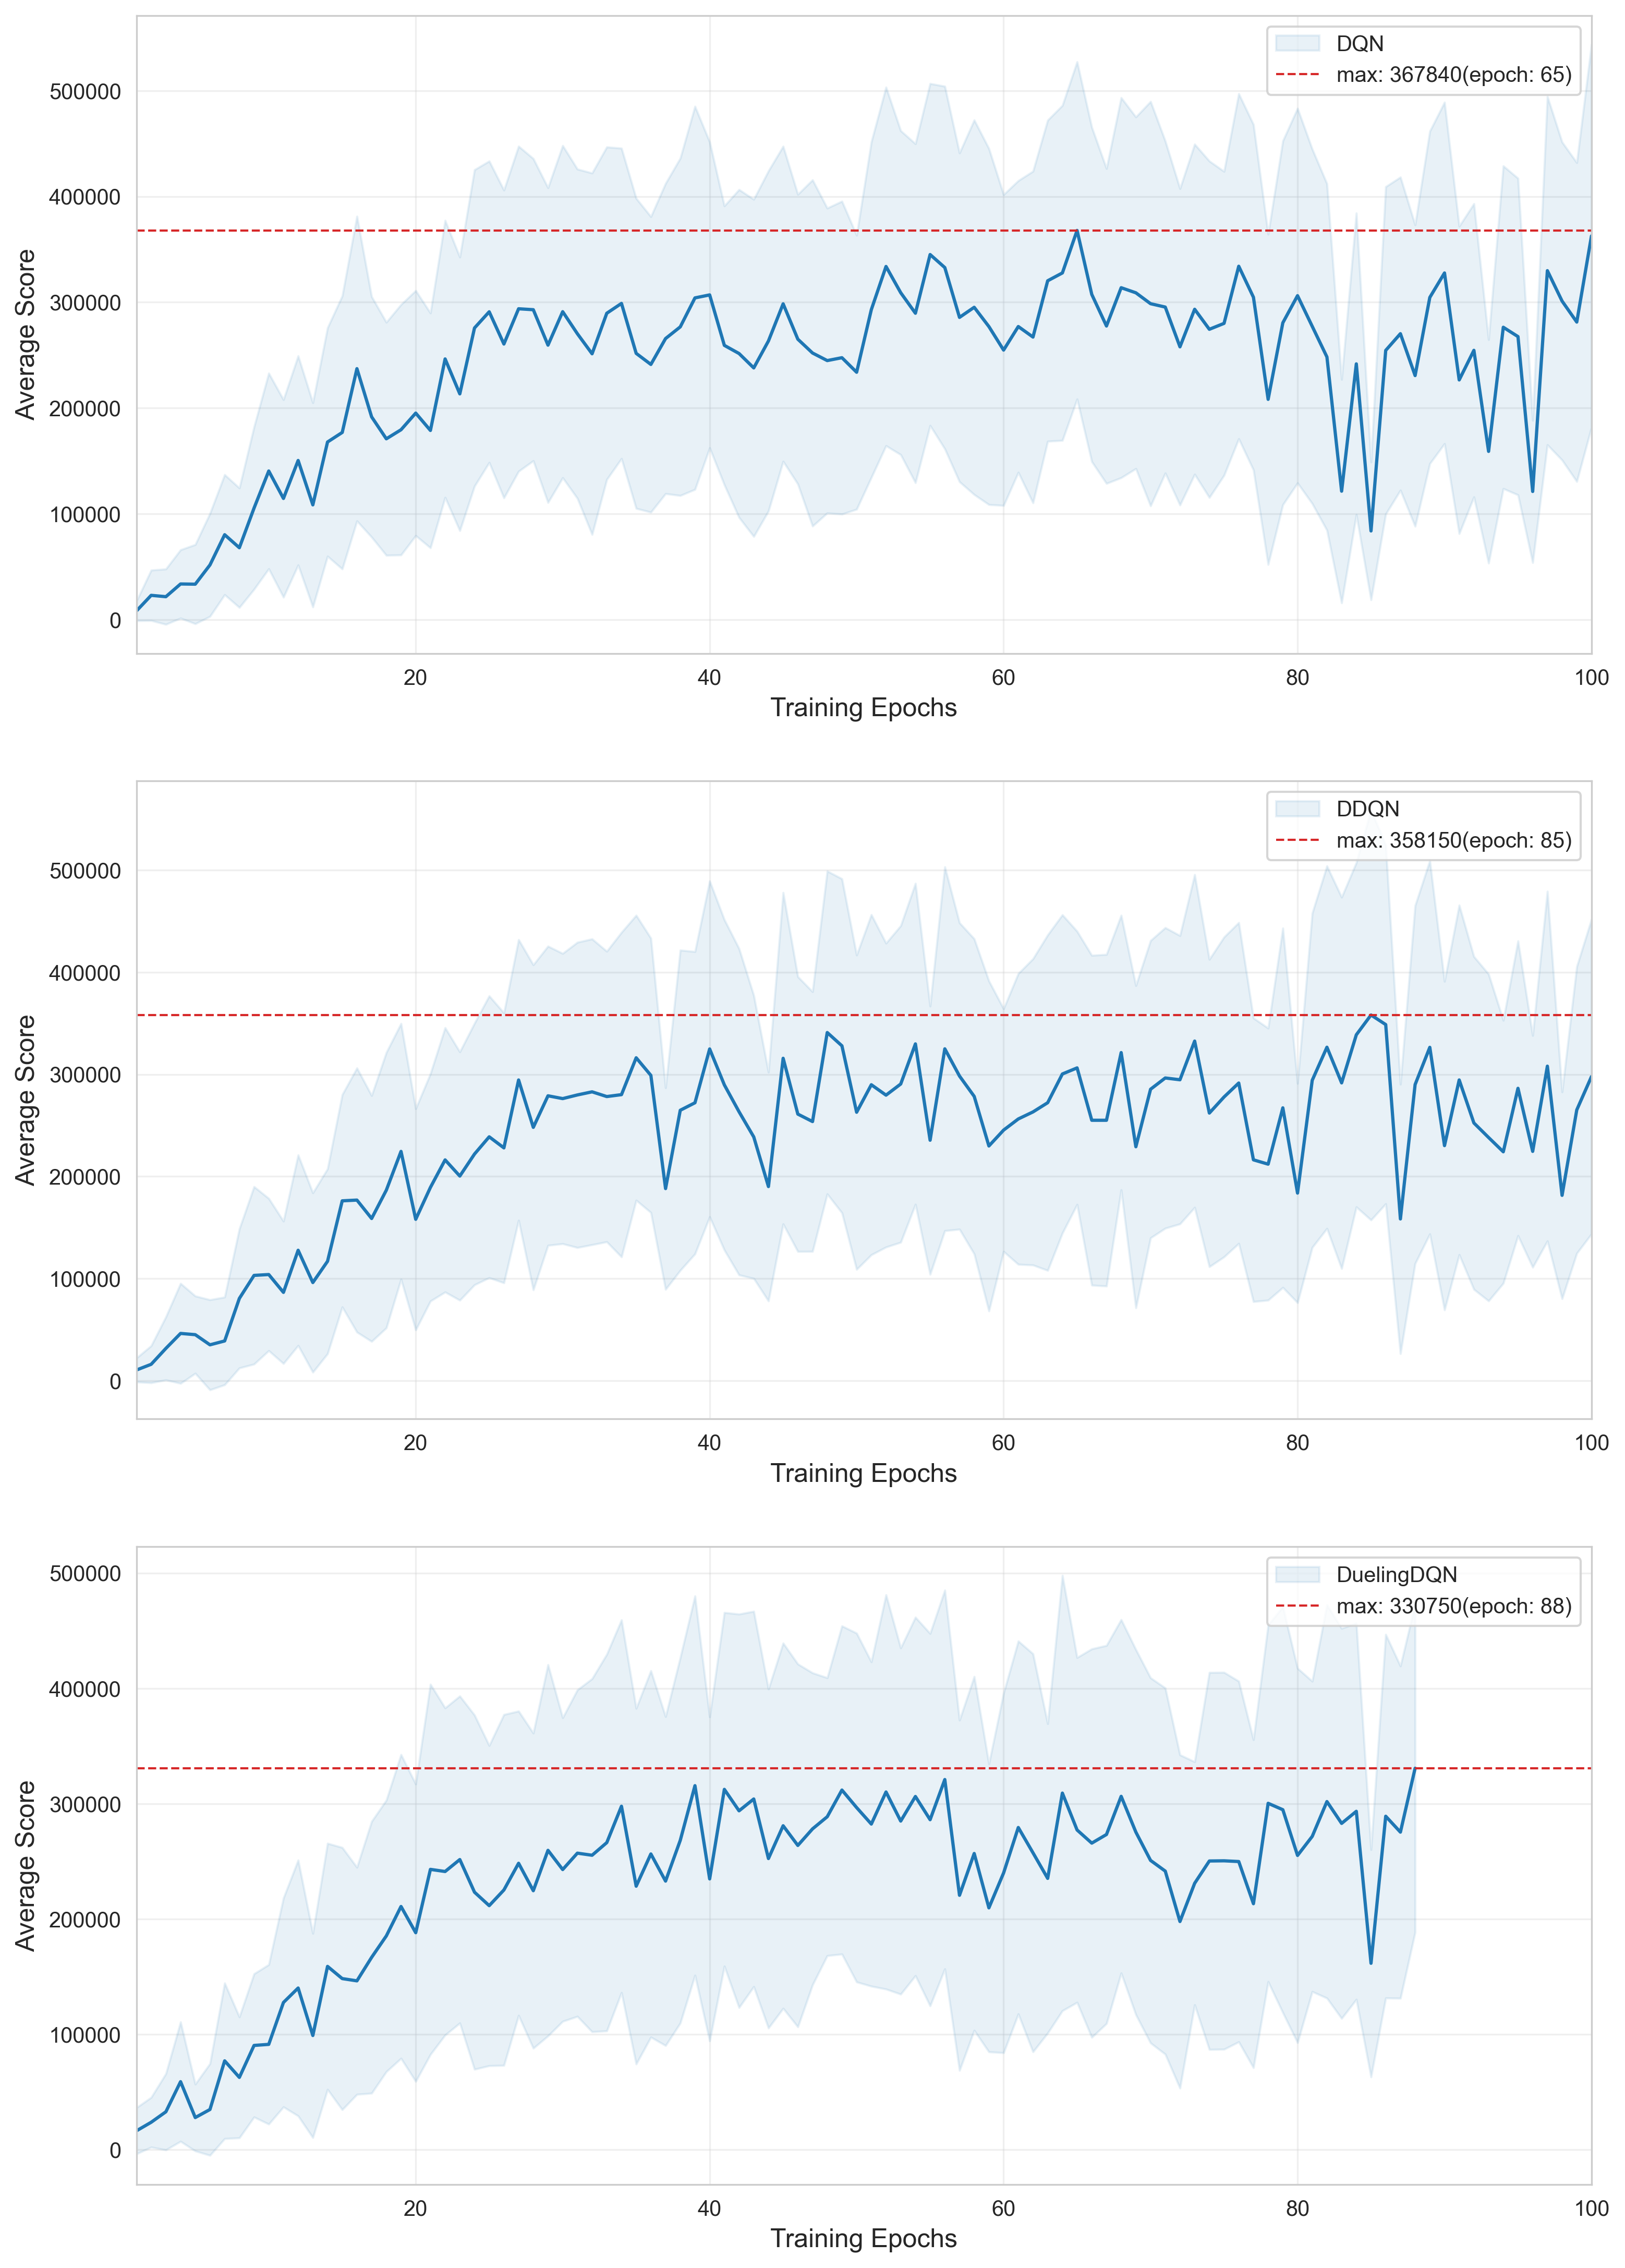 DQN
max: 367840(epoch: 65)
500000
400000
300000
200000
100000
0
Average Score
20 40 60 80 100
Training Epochs
DDQN
max: 358150(epoch: 85)
500000
400000
300000
200000
100000
0
Average Score
20 40 60 80 100
Training Epochs
DuelingDQN
max: 330750(epoch: 88)
500000
400000
300000
200000
100000
0
Average Score
20 40 60 80 100
Training Epochs